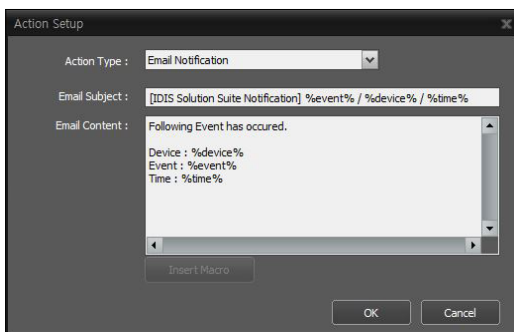 Action Setup
Action Type :
Email Notification
Email Subject :
[IDIS Solution Suite Notification] %event% / %device% / %time%
Email Content :
Following Event has occured.
Device : %device%
Event : %event%
Time : %time%
Insert Macro
OK
Cancel